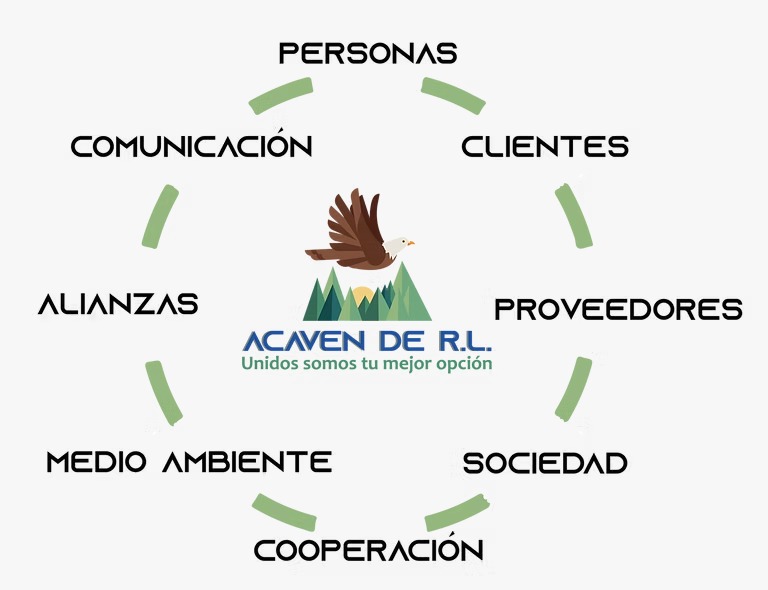 PERSONAS
COMUNICACIÓN
CLIENTES
ALIANZAS
PROVEEDORES
ACAVEN DE R.L.
Unidos somos tu mejor opción
MEDIO AMBIENTE
SOCIEDAD
COOPERACIÓN